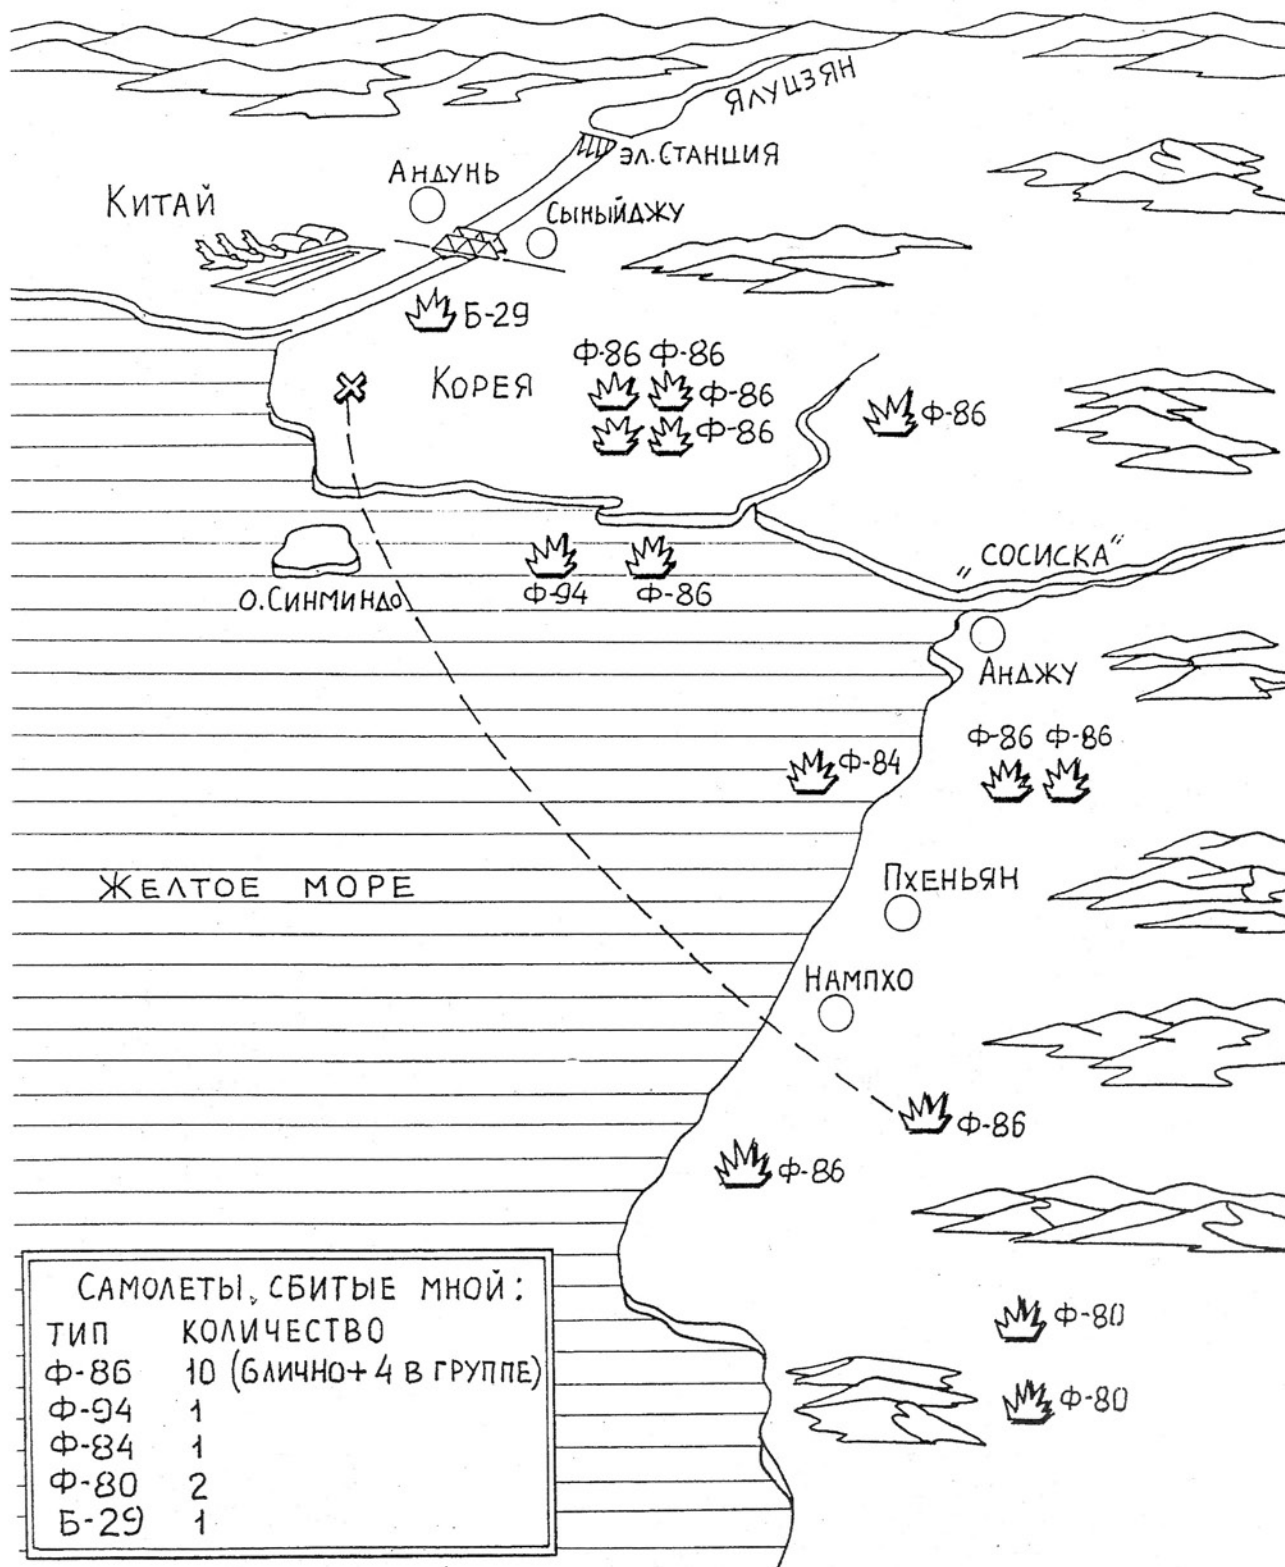 ЯЛУЦЗЯН
ЭЛ. СТАНЦИЯ
АНДУНЬ
КИТАЙ
СЫНЫЙДЖУ
Б-29
Ф-86 Ф-86
КОРЕЯ
Ф-86
Ф-86
Ф-86
„СОСИСКА"
Ф-94
Ф-86
О. СИНМИНДО
АНДЖУ
Ф-86 Ф-86
Ф-84
ЖЕЛТОЕ МОРЕ
ПХЕНЬЯН
НАМПХО
Ф-86
Ф-86
САМОЛЕТЫ, СБИТЫЕ МНОЙ:
ТИП КОЛИЧЕСТВО
Ф-86 10 (6 ЛИЧНО+ 4 В ГРУППЕ)
Ф-94 1
Ф-84 1
Ф-80 2
Б-29 1
Ф-80
Ф-80